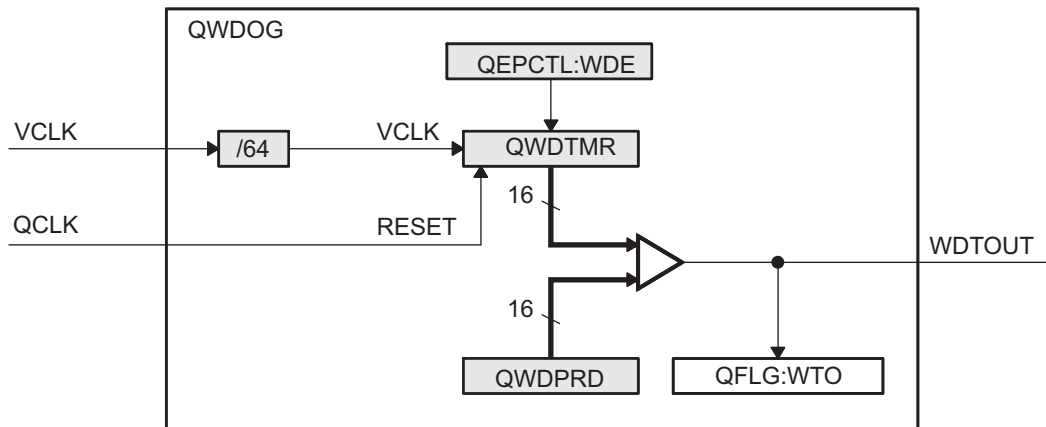 QWDOG
QEPCTL:WDE
VCLK
/64
VCLK
QWDTMR
16
QCLK
RESET
WDTOUT
16
QWDPRD
QFLG:WTO